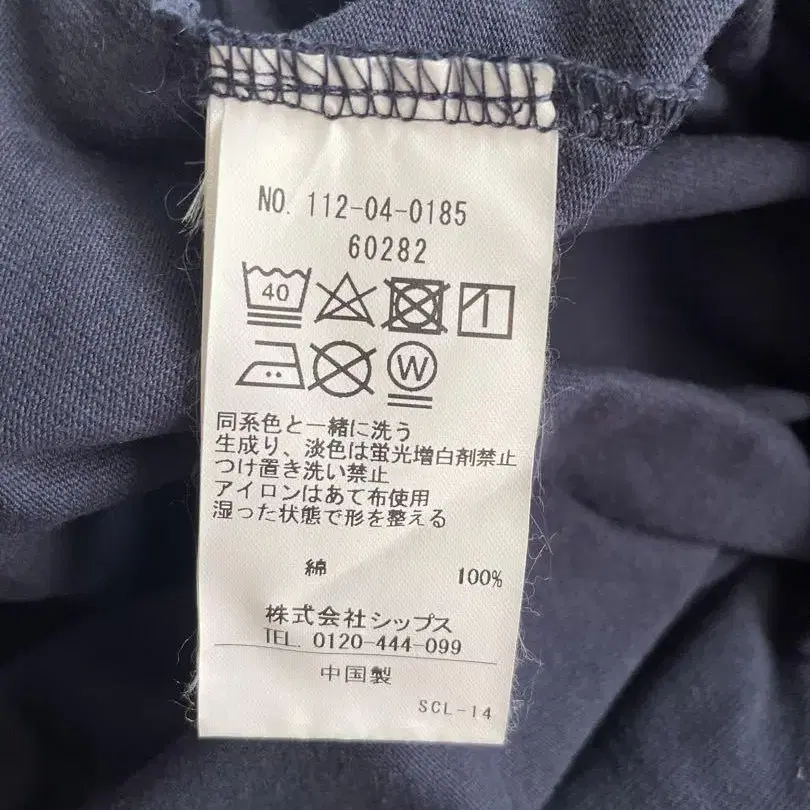 NO. 112-04-0185
60282
40
W
同系色と一緒に洗う
生成り、淡色は蛍光増白剤禁止
つけ置き洗い禁止
アイロンはあて布使用
湿った状態で形を整える
綿 100%
株式会社シップス
TEL. 0120-444-099
中国製
SCL-14